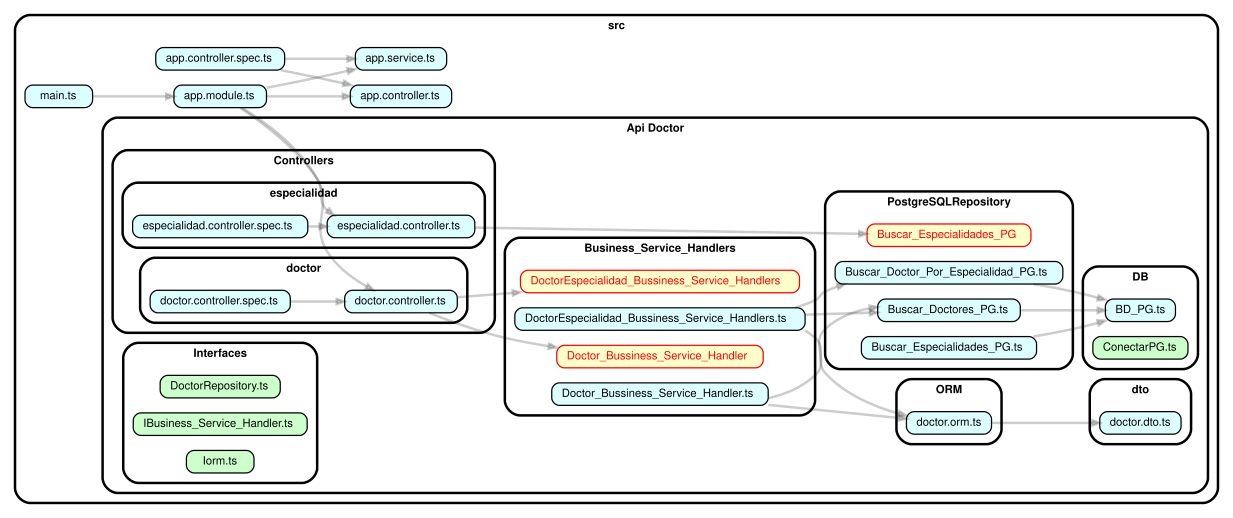 src
app.controller.spec.ts
app.service.ts
main.ts
app.module.ts
app.controller.ts
Api Doctor
Controllers
especialidad
especialidad.controller.spec.ts
especialidad.controller.ts
doctor
doctor.controller.spec.ts
doctor.controller.ts
Interfaces
DoctorRepository.ts
IBusiness_Service_Handler.ts
Iorm.ts
Business_Service_Handlers
DoctorEspecialidad_Bussiness_Service_Handlers
DoctorEspecialidad_Bussiness_Service_Handlers.ts
Doctor_Bussiness_Service_Handler
Doctor_Bussiness_Service_Handler.ts
PostgreSQLRepository
Buscar_Especialidades_PG
Buscar_Doctor_Por_Especialidad_PG.ts
Buscar_Doctores_PG.ts
Buscar_Especialidades_PG.ts
ORM
doctor.orm.ts
DB
BD_PG.ts
ConectarPG.ts
dto
doctor.dto.ts